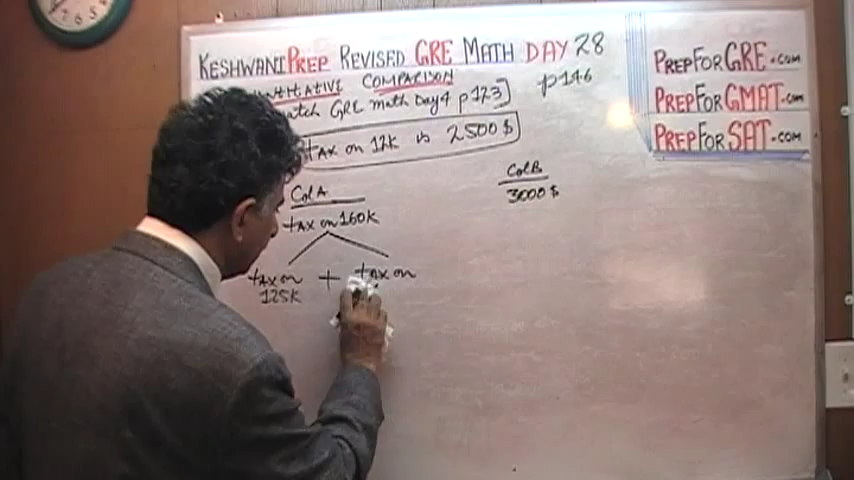 KESHWANIPREP REVISED GRE MATH DAY 28
COMPARISON p146
GRE math Day 4 p123
tax on 12k is 2500$
Col A
tax on 160k
tax on + tax on
125k
Col B
3000$
PREPFORGRE.COM
PREPFORGMAT.COM
PREPFORSAT.COM